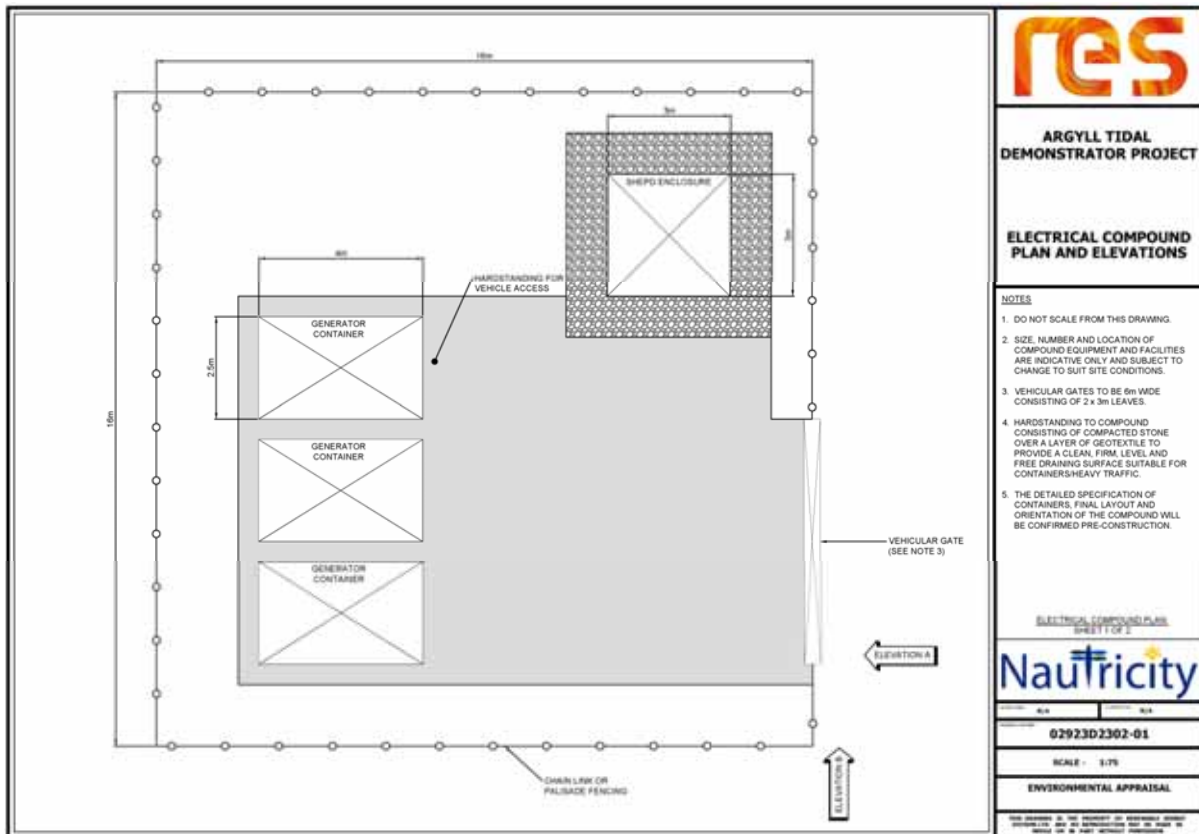 16m
16m
3m
SHEPD ENCLOSURE
3m
4m
HARDSTANDING FOR
VEHICLE ACCESS
GENERATOR
CONTAINER
2.5m
GENERATOR
CONTAINER
GENERATOR
CONTAINER
VEHICULAR GATE
(SEE NOTE 3)
ELEVATION A
ELEVATION B
CHAIN LINK OR
PALISADE FENCING
res
ARGYLL TIDAL
DEMONSTRATOR PROJECT
ELECTRICAL COMPOUND
PLAN AND ELEVATIONS
NOTES
1. DO NOT SCALE FROM THIS DRAWING.
2. SIZE, NUMBER AND LOCATION OF
COMPOUND EQUIPMENT AND FACILITIES
ARE INDICATIVE ONLY AND SUBJECT TO
CHANGE TO SUIT SITE CONDITIONS.
3. VEHICULAR GATES TO BE 6m WIDE
CONSISTING OF 2 x 3m LEAVES.
4. HARDSTANDING TO COMPOUND
CONSISTING OF COMPACTED STONE
OVER A LAYER OF GEOTEXTILE TO
PROVIDE A CLEAN, FIRM, LEVEL AND
FREE DRAINING SURFACE SUITABLE FOR
CONTAINERS/HEAVY TRAFFIC.
5. THE DETAILED SPECIFICATION OF
CONTAINERS, FINAL LAYOUT AND
ORIENTATION OF THE COMPOUND WILL
BE CONFIRMED PRE-CONSTRUCTION.
ELECTRICAL COMPOUND PLAN
SHEET 1 OF 2
Nautricity
N/A
N/A
02923D2302-01
SCALE - 1:75
ENVIRONMENTAL APPRAISAL